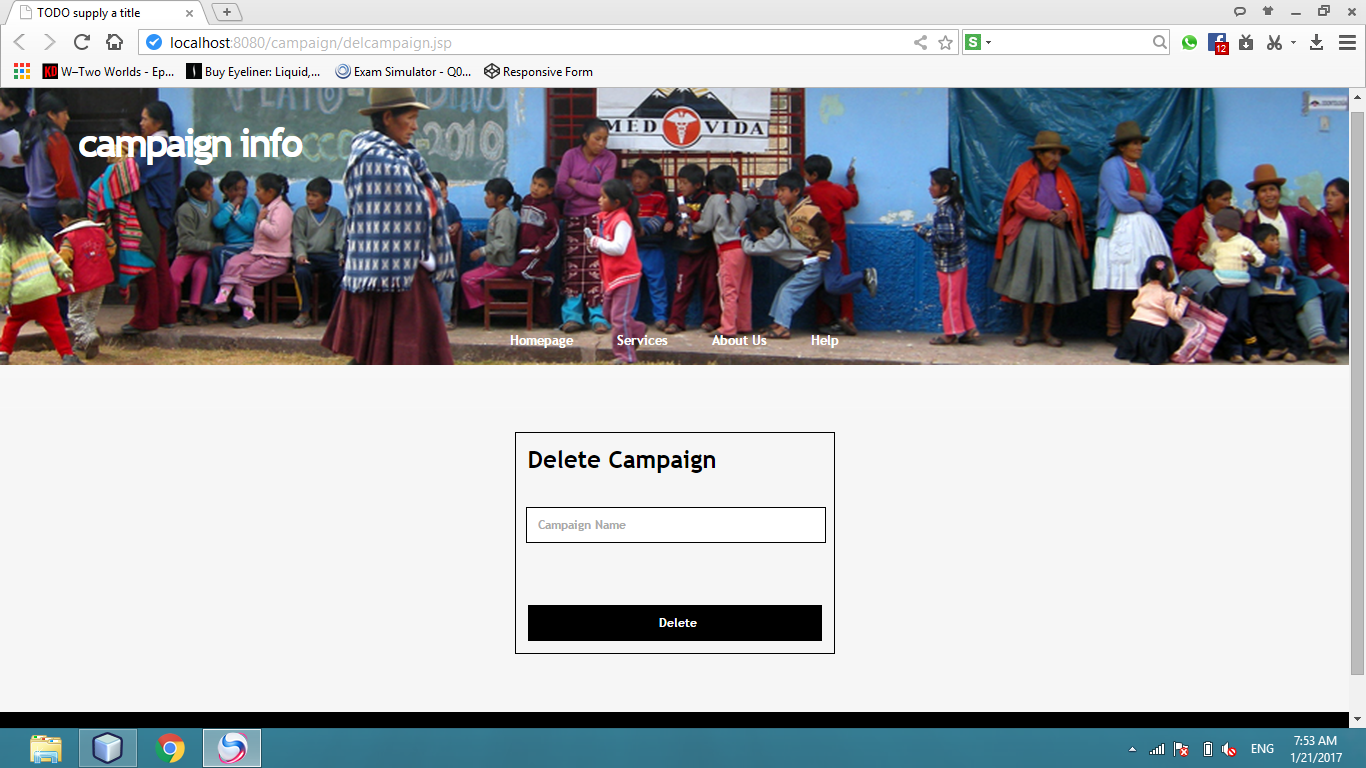 TODO supply a title
localhost:8080/campaign/delcampaign.jsp
S
12
W–Two Worlds - Ep...
Buy Eyeliner: Liquid,...
Exam Simulator - Q0...
Responsive Form
campaign info
2010
MED VIDA
Homepage
Services
About Us
Help
Delete Campaign
Campaign Name
Delete
ENG
7:53 AM
1/21/2017